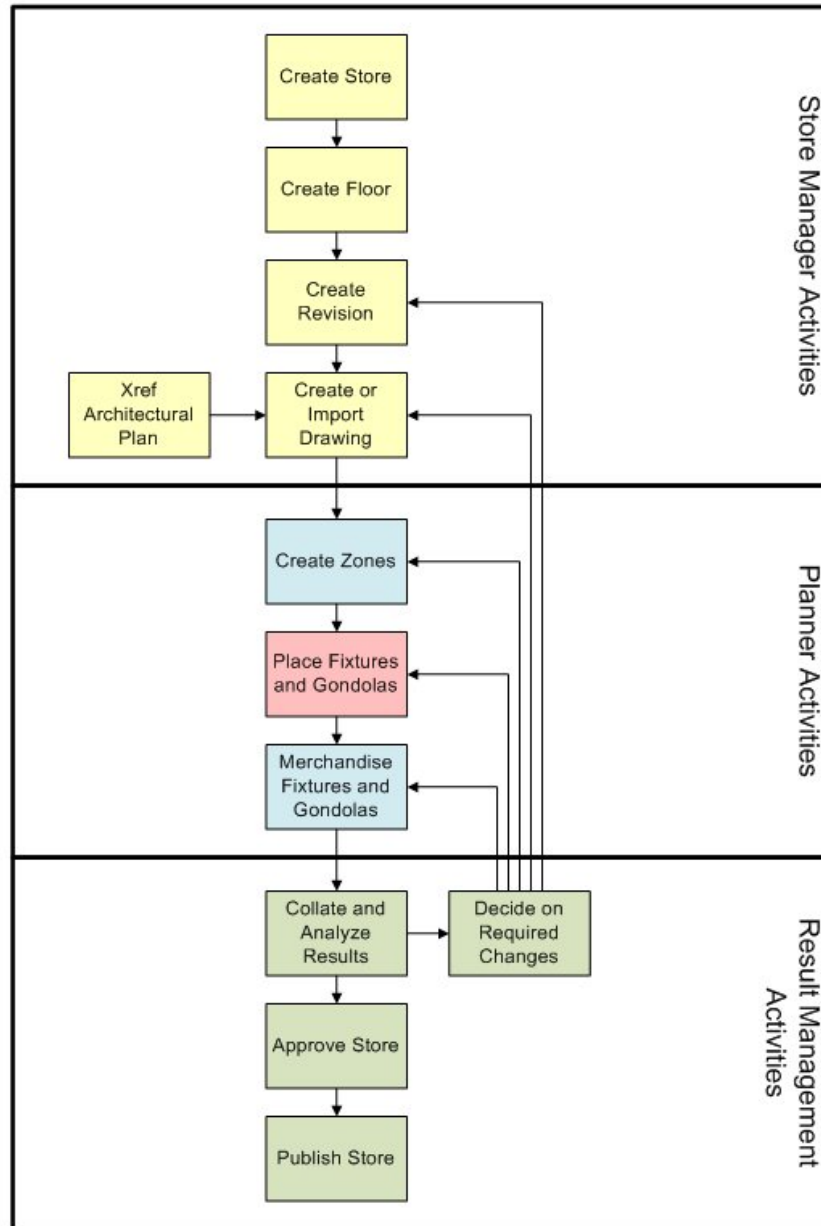 Create Store
Create Floor
Create
Revision
Xref
Architectural
Plan
Create or
Import
Drawing
Store Manager Activities
Create Zones
Place Fixtures
and Gondolas
Merchandise
Fixtures and
Gondolas
Planner Activities
Collate and
Analyze
Results
Decide on
Required
Changes
Approve Store
Publish Store
Result Management
Activities